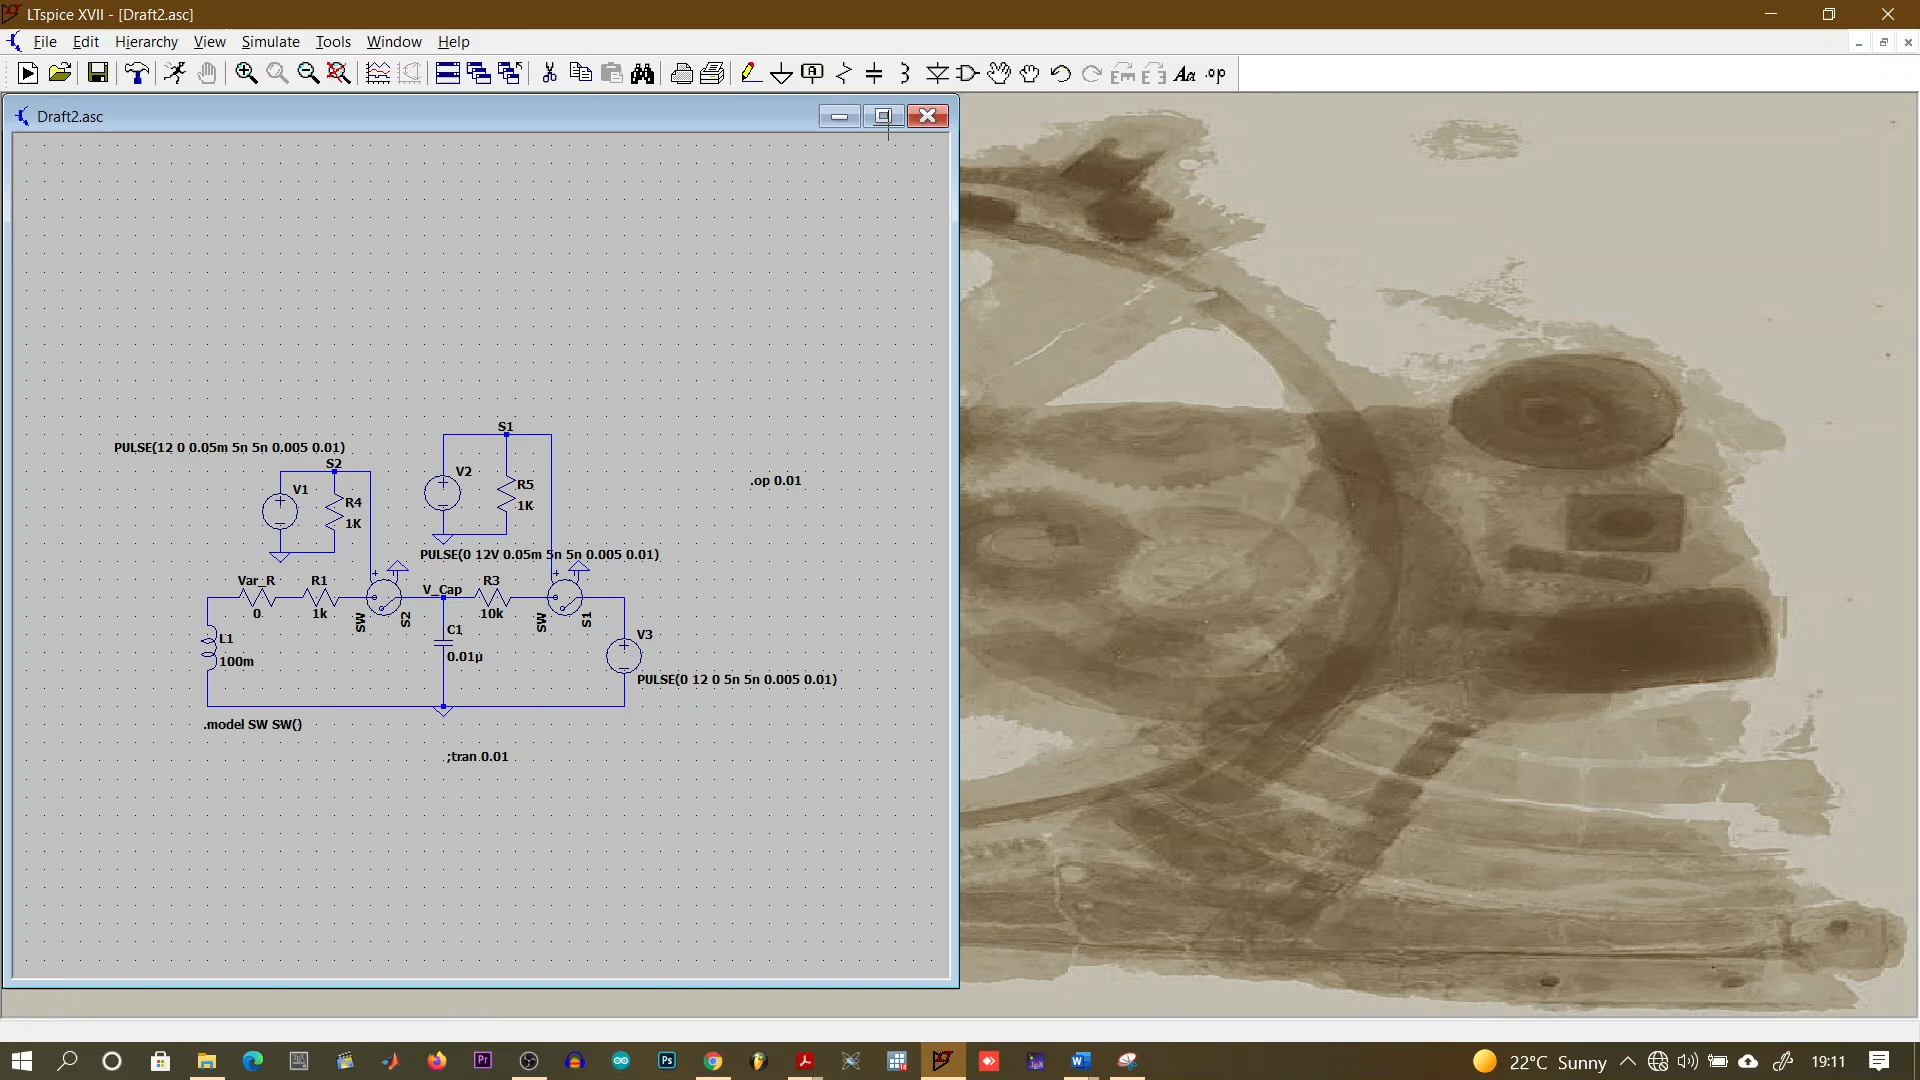 LTspice XVII - [Draft2.asc]
File Edit Hierarchy View Simulate Tools Window Help
.op
Draft2.asc
S1
PULSE(12 0 0.05m 5n 5n 0.005 0.01)
S2
V2
V1
R5
1K
.op 0.01
R4
1K
PULSE(0 12V 0.05m 5n 5n 0.005 0.01)
Var_R R1 V_Cap R3
0 1k SW S2 10k SW S1
C1
0.01µ
V3
L1
100m
PULSE(0 12 0 5n 5n 0.005 0.01)
.model SW SW()
;tran 0.01
22°C Sunny 19:11